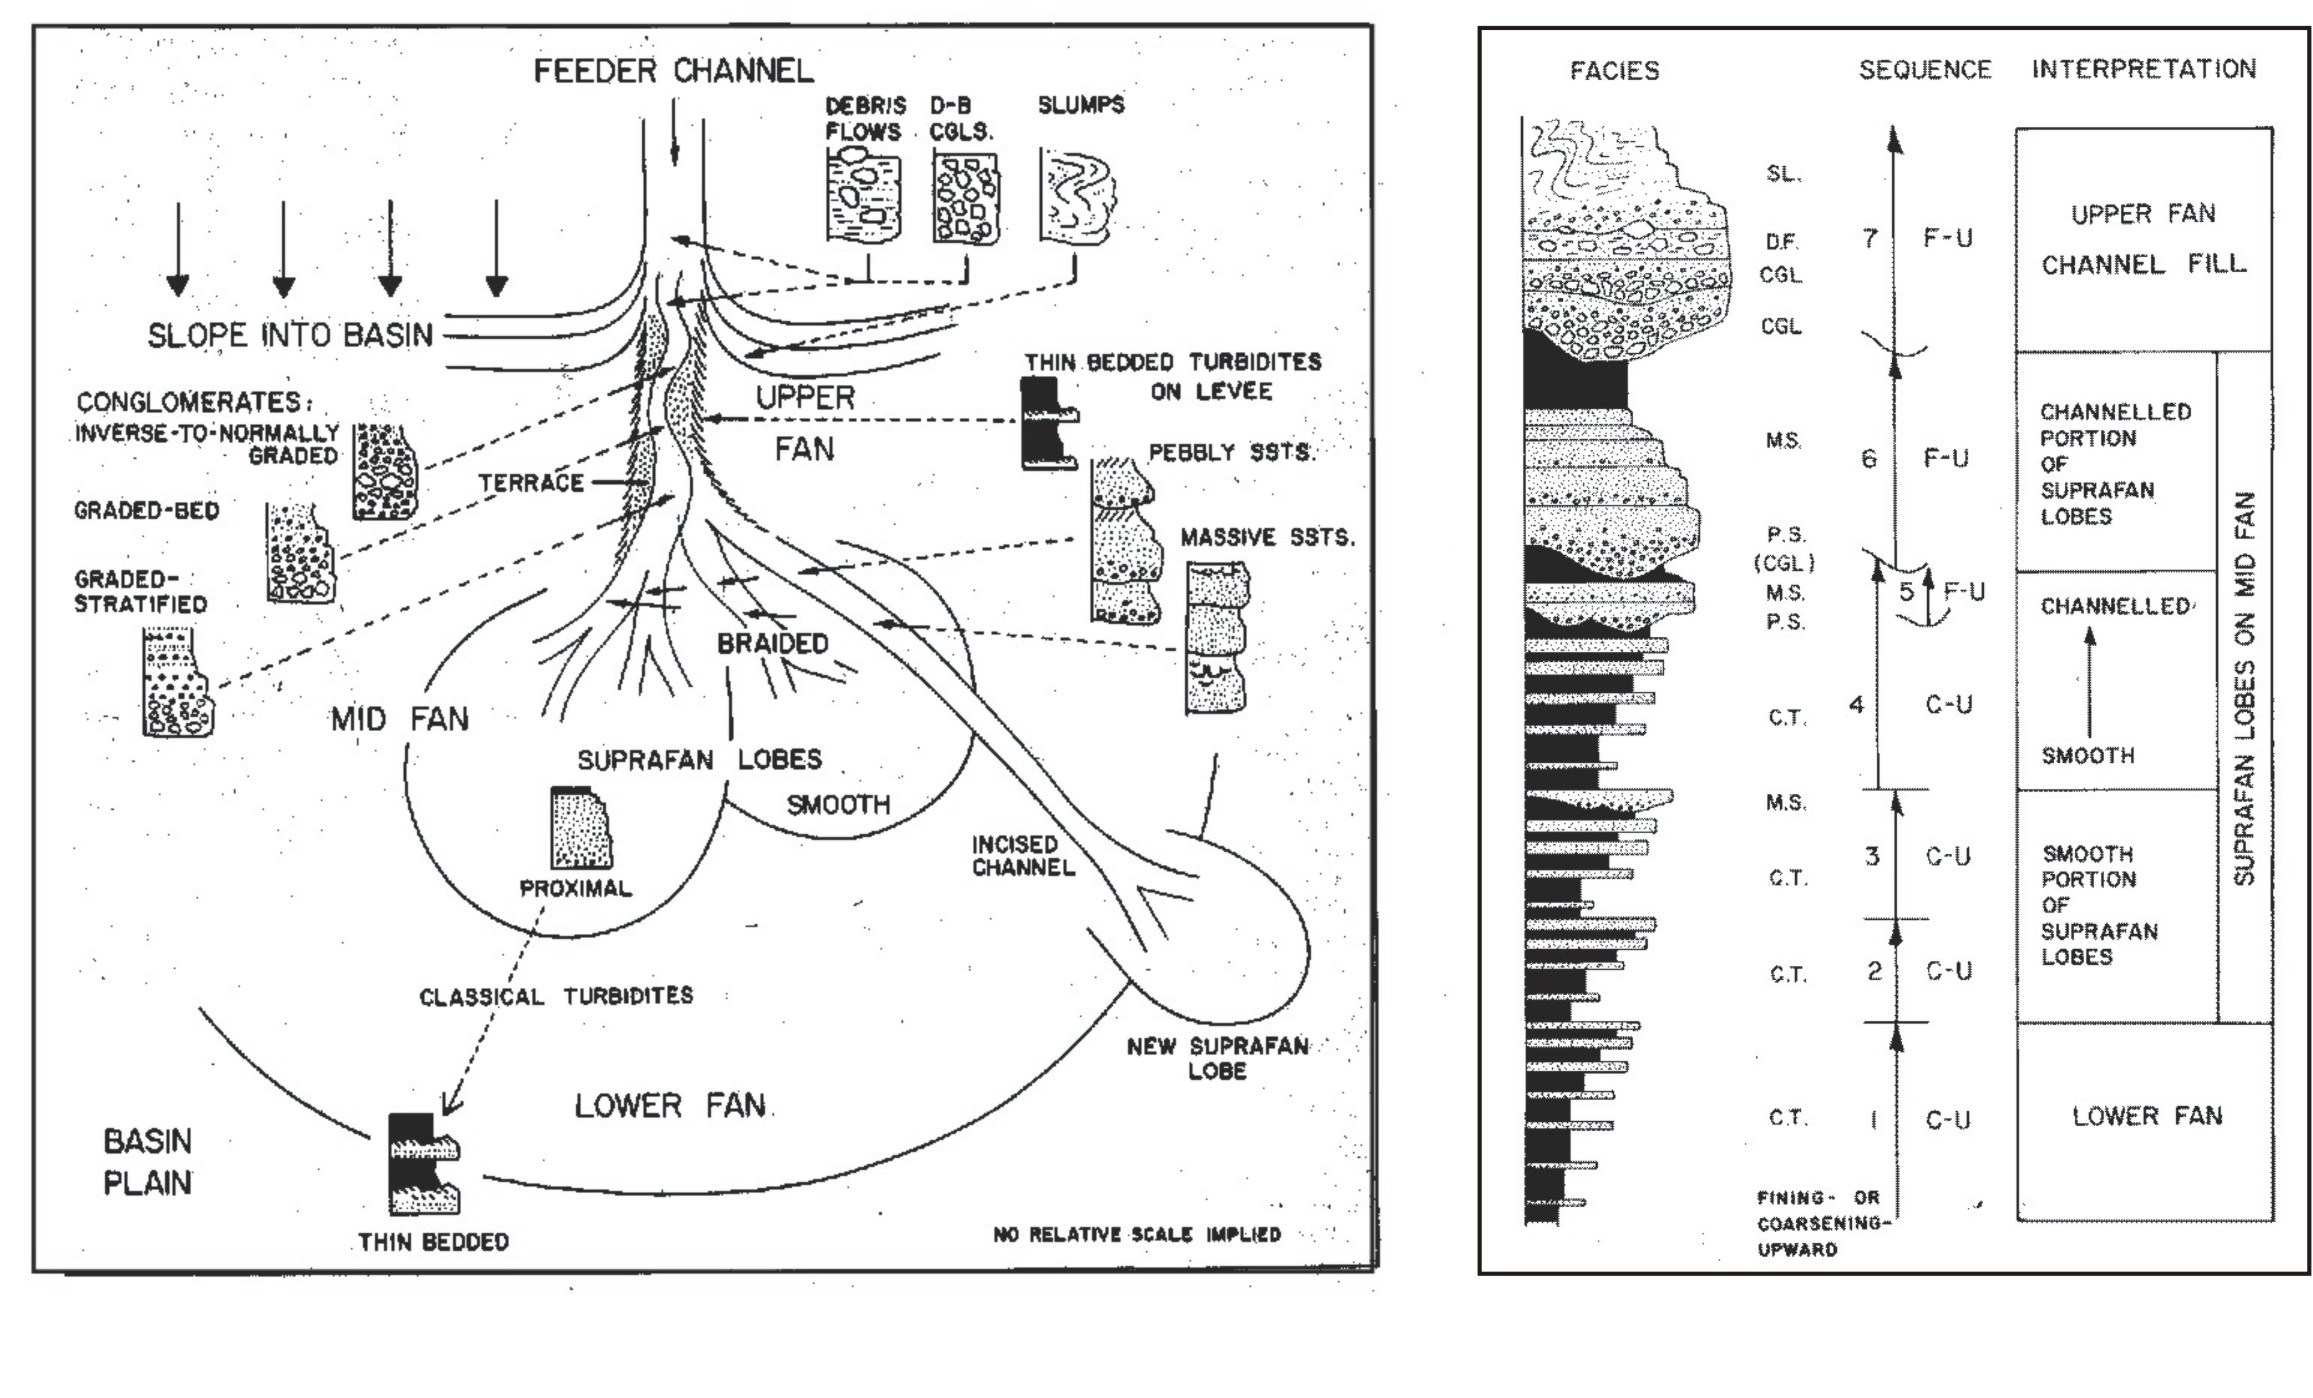 FEEDER CHANNEL
DEBRIS
FLOWS
D-B
CGLS.
SLUMPS
SLOPE INTO BASIN
CONGLOMERATES:
INVERSE-TO-NORMALLY
GRADED
GRADED-BED
GRADED-
STRATIFIED
TERRACE
UPPER
FAN
THIN BEDDED TURBIDITES
ON LEVEE
PEBBLY SSTS.
MASSIVE SSTS.
BRAIDED
MID FAN
SUPRAFAN LOBES
SMOOTH
PROXIMAL
INCISED
CHANNEL
CLASSICAL TURBIDITES
NEW SUPRAFAN
LOBE
LOWER FAN
BASIN
PLAIN
THIN BEDDED
NO RELATIVE SCALE IMPLIED
FACIES
SEQUENCE
INTERPRETATION
SL.
D.F.
CGL
CGL
7 F-U
UPPER FAN
CHANNEL FILL
M.S.
P.S.
(CGL)
6 F-U
CHANNELLED
PORTION
OF
SUPRAFAN
LOBES
M.S.
P.S.
5 F-U
C.T.
4 C-U
CHANNELLED
SMOOTH
M.S.
C.T.
3 C-U
C.T.
2 C-U
SMOOTH
PORTION
OF
SUPRAFAN
LOBES
SUPRAFAN LOBES ON MID FAN
C.T.
1 C-U
LOWER FAN
FINING- OR
COARSENING-
UPWARD